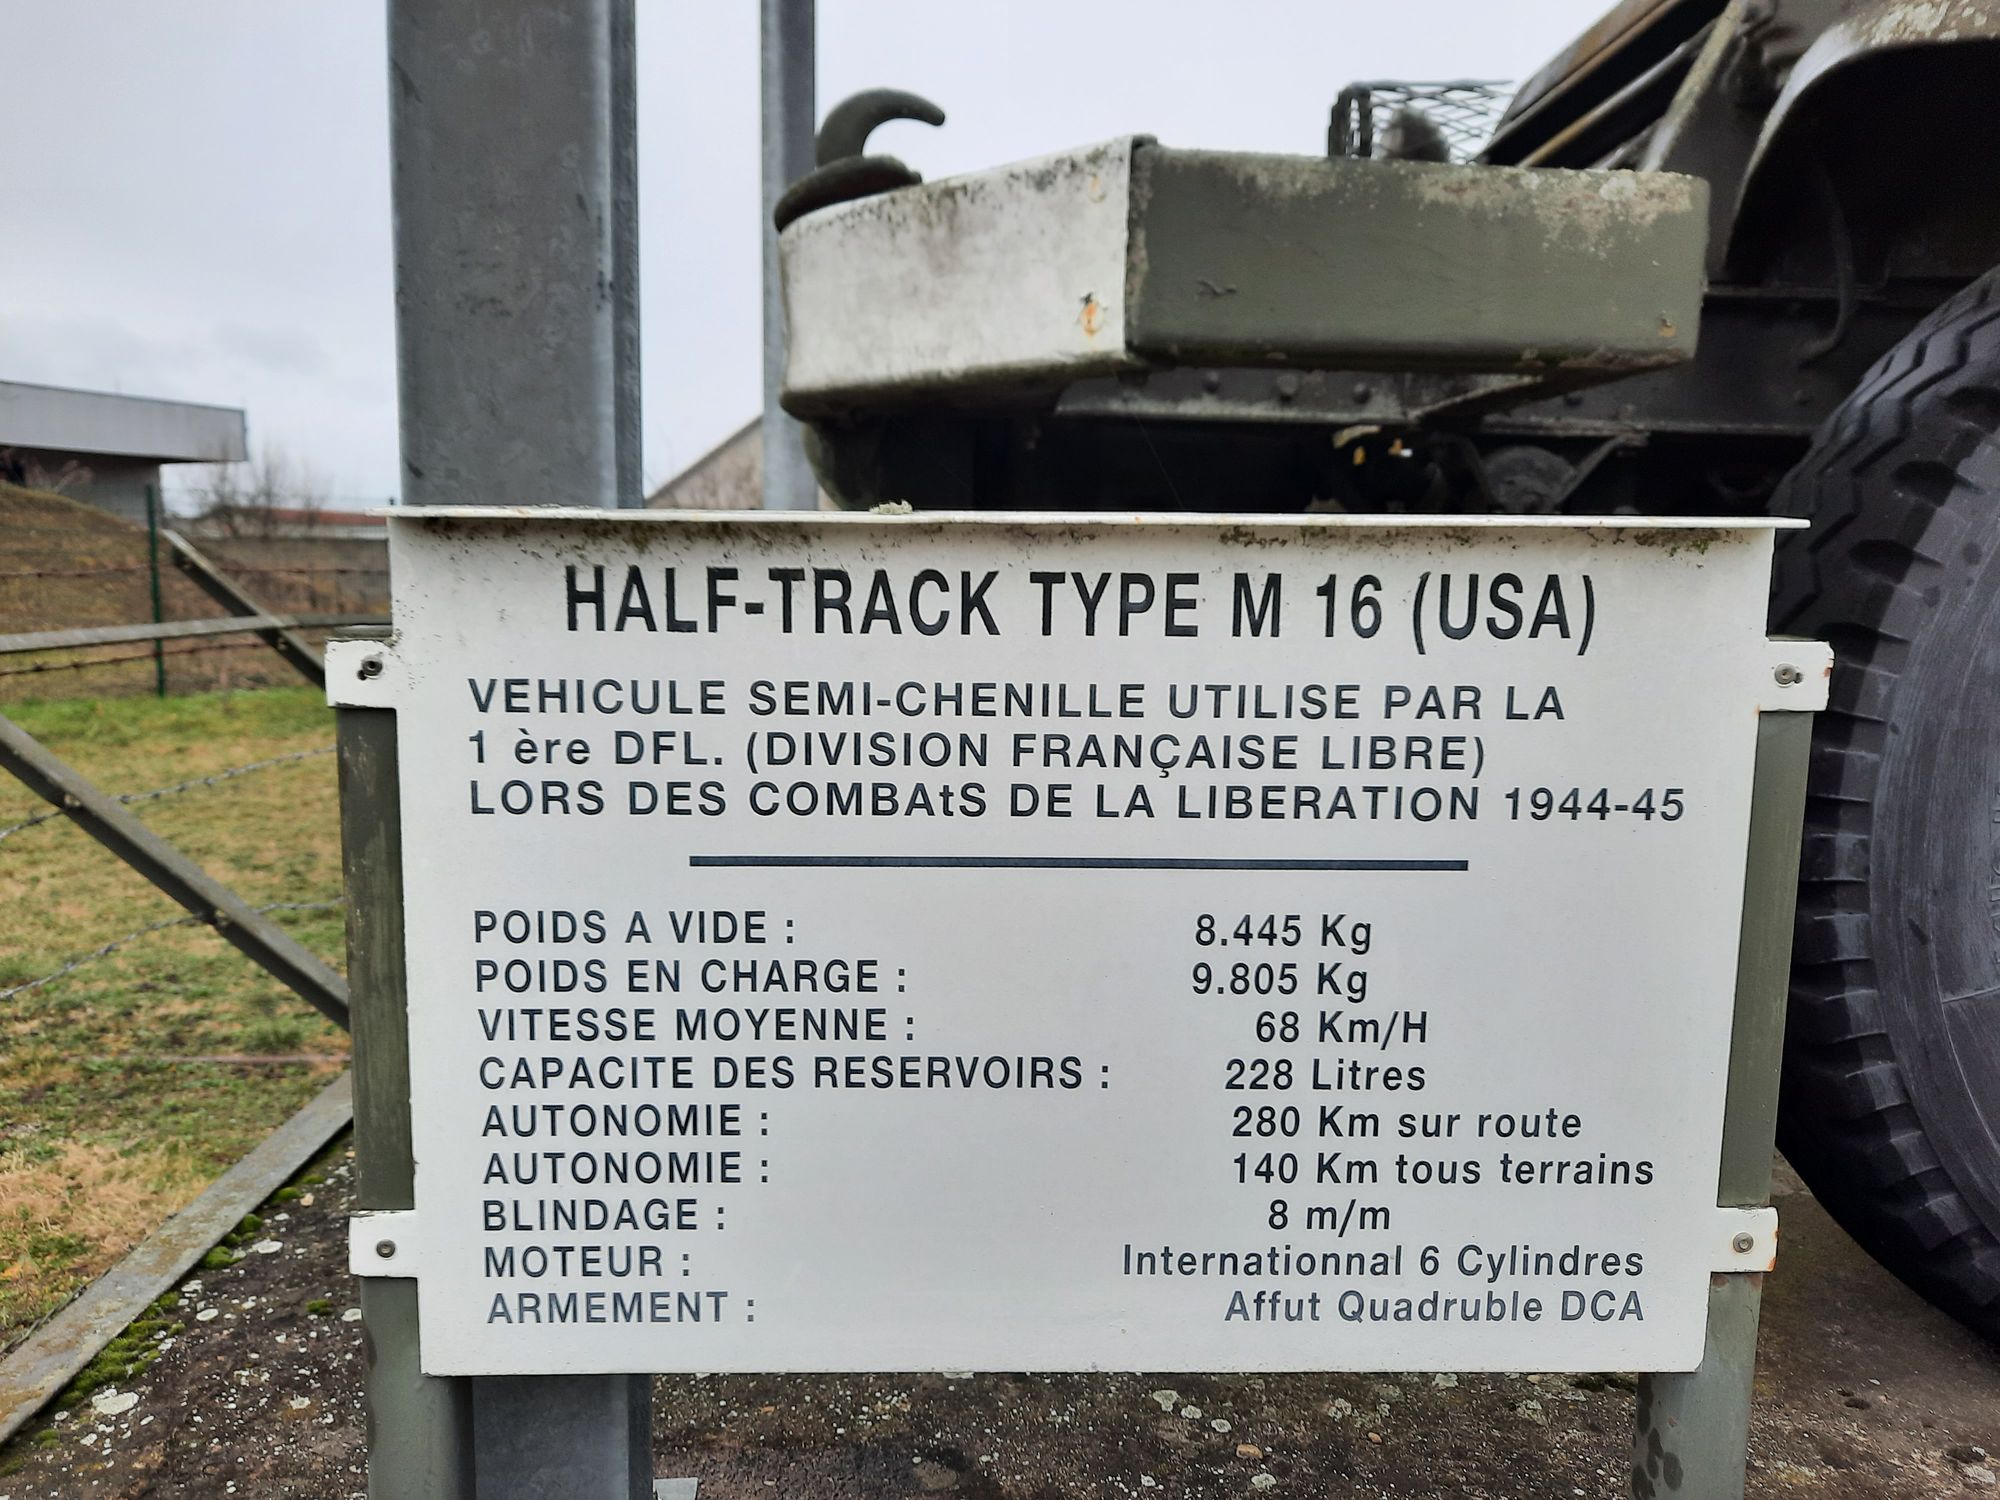 HALF-TRACK TYPE M 16 (USA)
VEHICULE SEMI-CHENILLE UTILISE PAR LA
1 ère DFL. (DIVISION FRANÇAISE LIBRE)
LORS DES COMBAtS DE LA LIBERATION 1944-45
POIDS A VIDE : 8.445 Kg
POIDS EN CHARGE : 9.805 Kg
VITESSE MOYENNE : 68 Km/H
CAPACITE DES RESERVOIRS : 228 Litres
AUTONOMIE : 280 Km sur route
AUTONOMIE : 140 Km tous terrains
BLINDAGE : 8 m/m
MOTEUR : Internationnal 6 Cylindres
ARMEMENT : Affut Quadruble DCA